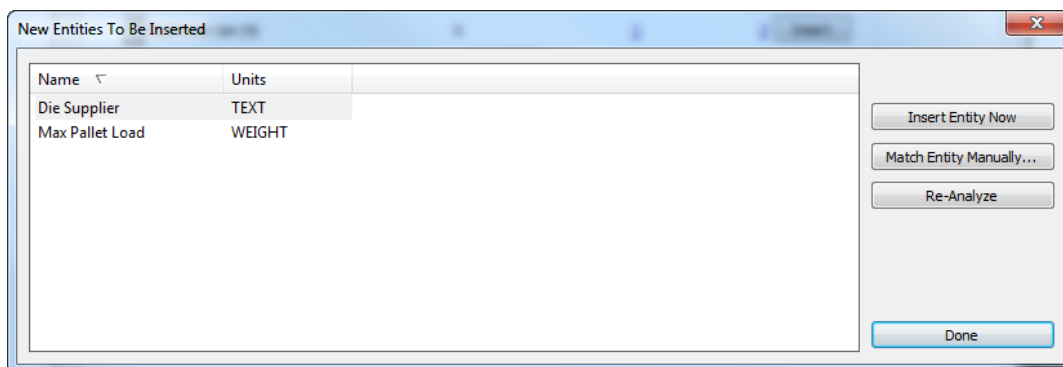 New Entities To Be Inserted
Name Units
Die Supplier TEXT
Max Pallet Load WEIGHT
Insert Entity Now
Match Entity Manually...
Re-Analyze
Done